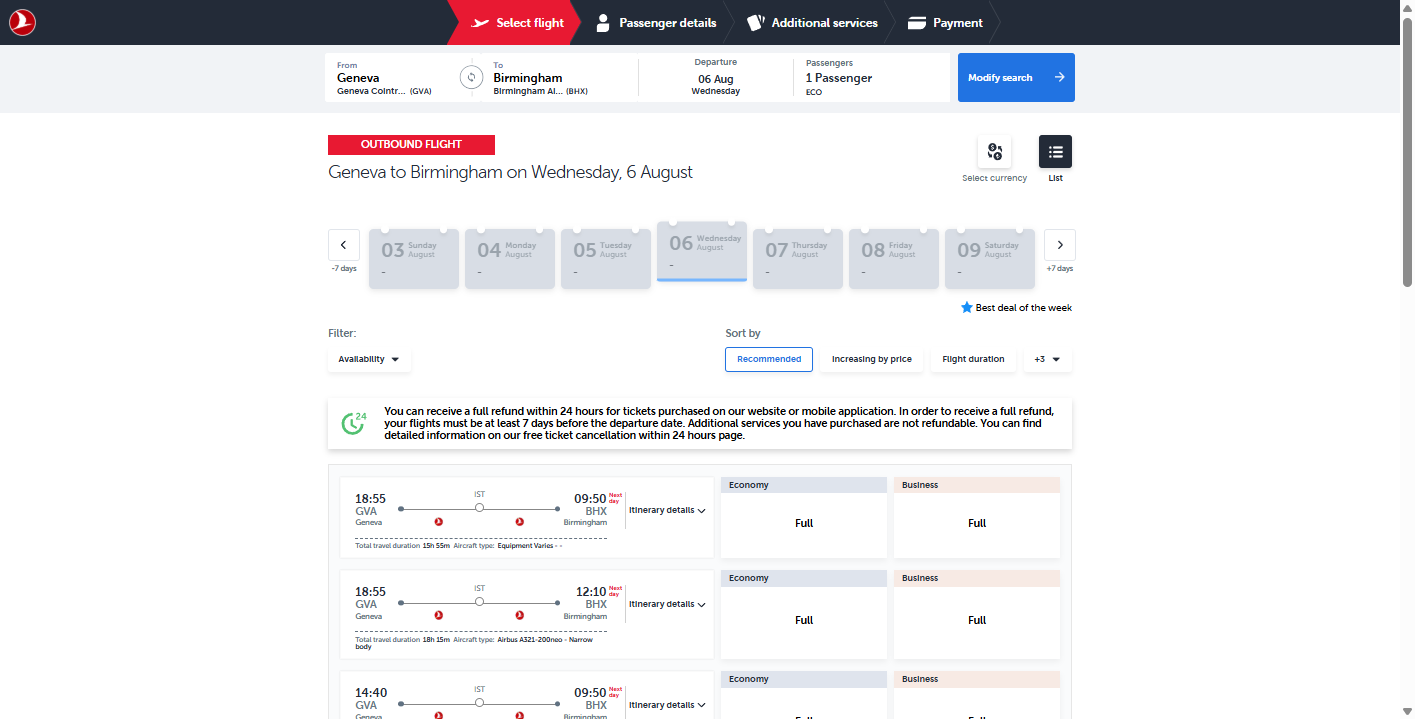 Select flight
Passenger details
Additional services
Payment
From
Geneva
Geneva Cointr... (GVA)
To
Birmingham
Birmingham Ai... (BHX)
Departure
06 Aug
Wednesday
Passengers
1 Passenger
ECO
Modify search
OUTBOUND FLIGHT
Geneva to Birmingham on Wednesday, 6 August
Select currency
List
-7 days
03 Sunday August
-
04 Monday August
-
05 Tuesday August
-
06 Wednesday August
-
07 Thursday August
-
08 Friday August
-
09 Saturday August
-
+7 days
Best deal of the week
Filter:
Availability
Sort by
Recommended
Increasing by price
Flight duration
+3
24
You can receive a full refund within 24 hours for tickets purchased on our website or mobile application. In order to receive a full refund,
your flights must be at least 7 days before the departure date. Additional services you have purchased are not refundable. You can find
detailed information on our free ticket cancellation within 24 hours page.
18:55
GVA
Geneva
IST
09:50 Next day
BHX
Birmingham
Itinerary details
Total travel duration 15h 55m Aircraft type: Equipment Varies - -
Economy
Full
Business
Full
18:55
GVA
Geneva
IST
12:10 Next day
BHX
Birmingham
Itinerary details
Total travel duration 18h 15m Aircraft type: Airbus A321-200neo - Narrow
body
Economy
Full
Business
Full
14:40
GVA
Geneva
IST
09:50 Next day
BHX
Birmingham
Itinerary details
Economy
Business